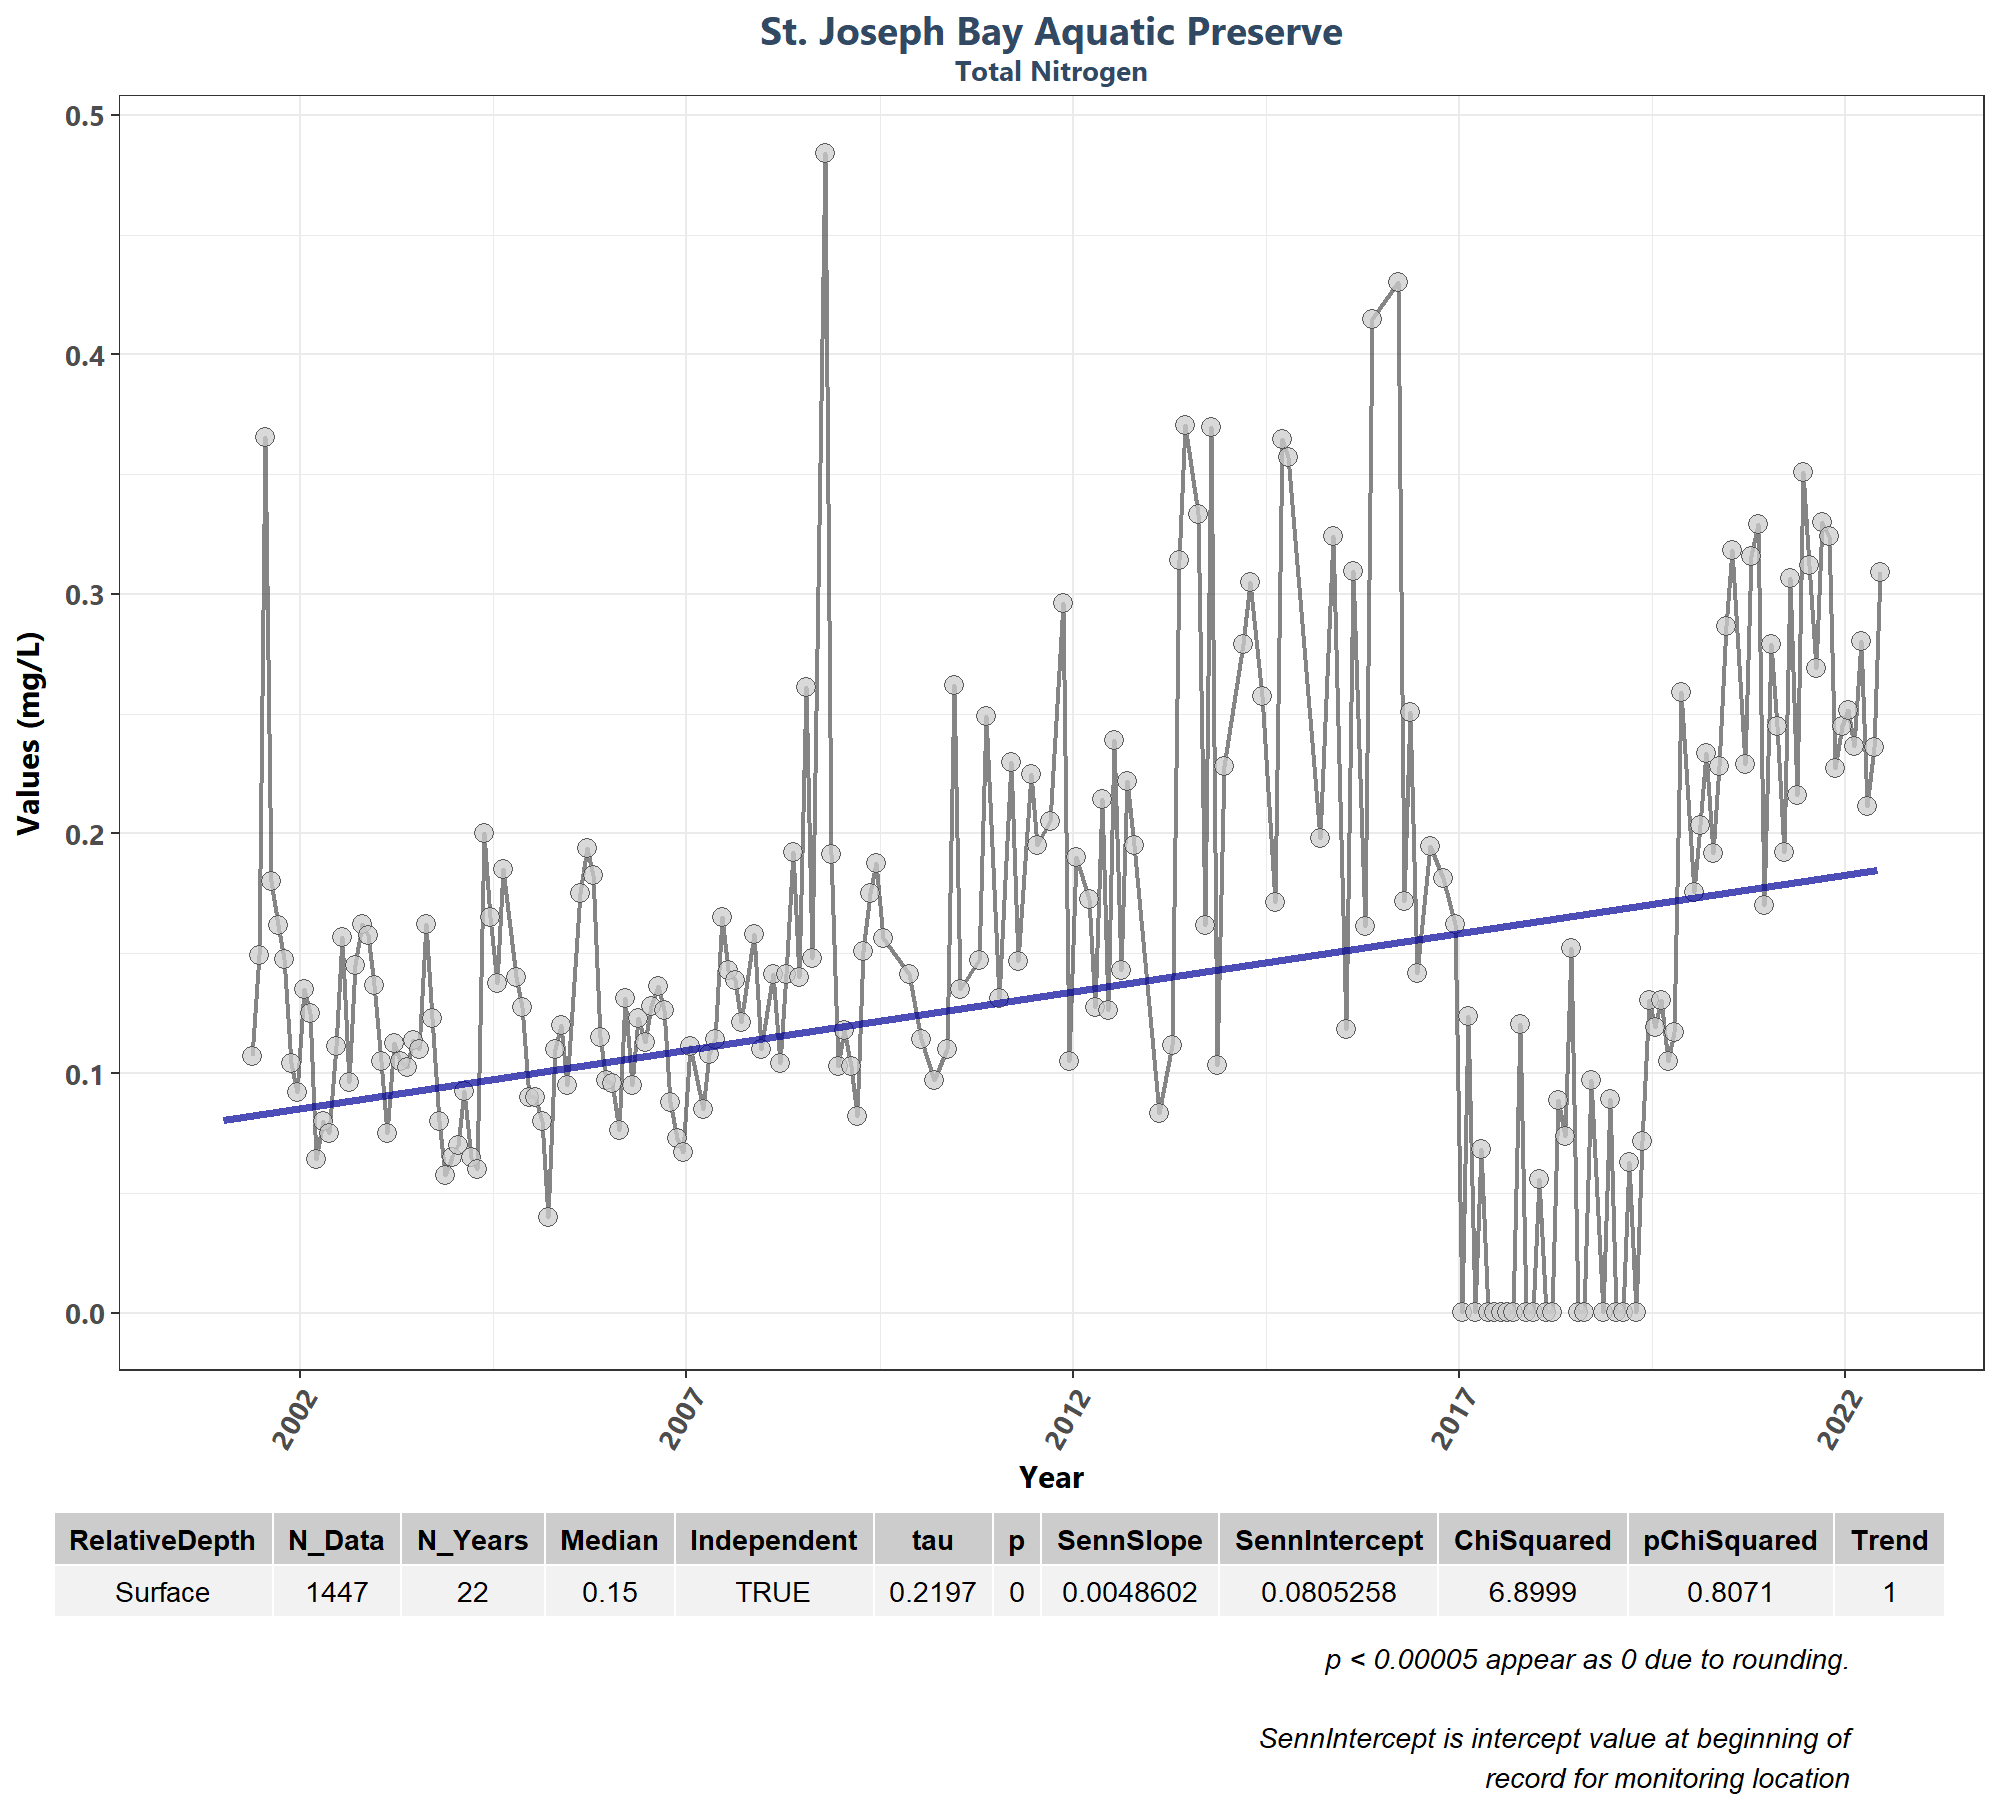 St. Joseph Bay Aquatic Preserve
Total Nitrogen
0.5
0.4
0.3
0.2
0.1
0.0
Values (mg/L)
2002
2007
2012
2017
2022
Year
RelativeDepth N_Data N_Years Median Independent tau p SennSlope SennIntercept ChiSquared pChiSquared Trend
Surface 1447 22 0.15 TRUE 0.2197 0 0.0048602 0.0805258 6.8999 0.8071 1
p < 0.00005 appear as 0 due to rounding.
SennIntercept is intercept value at beginning of
record for monitoring location